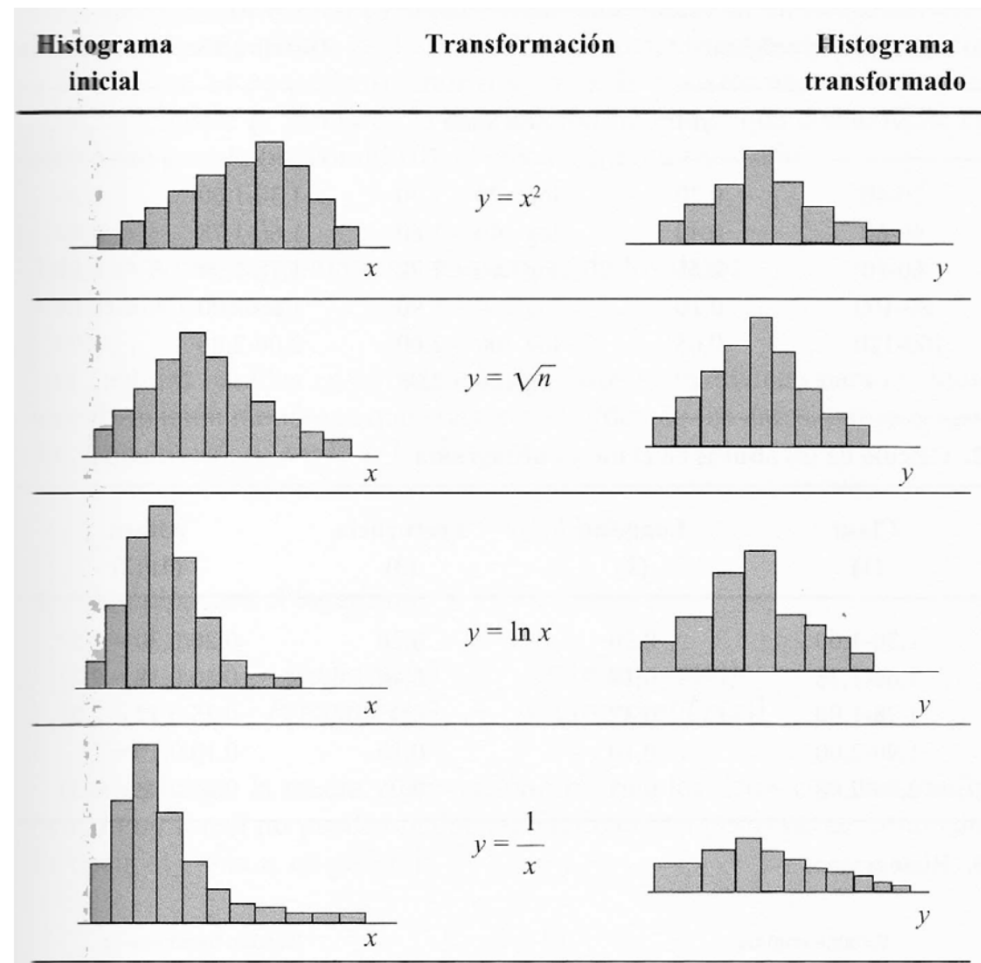 Histograma inicial
Transformación
Histograma transformado
y = x²
x
y
y = √n
x
y
y = ln x
x
y
y = 1/x
x
y